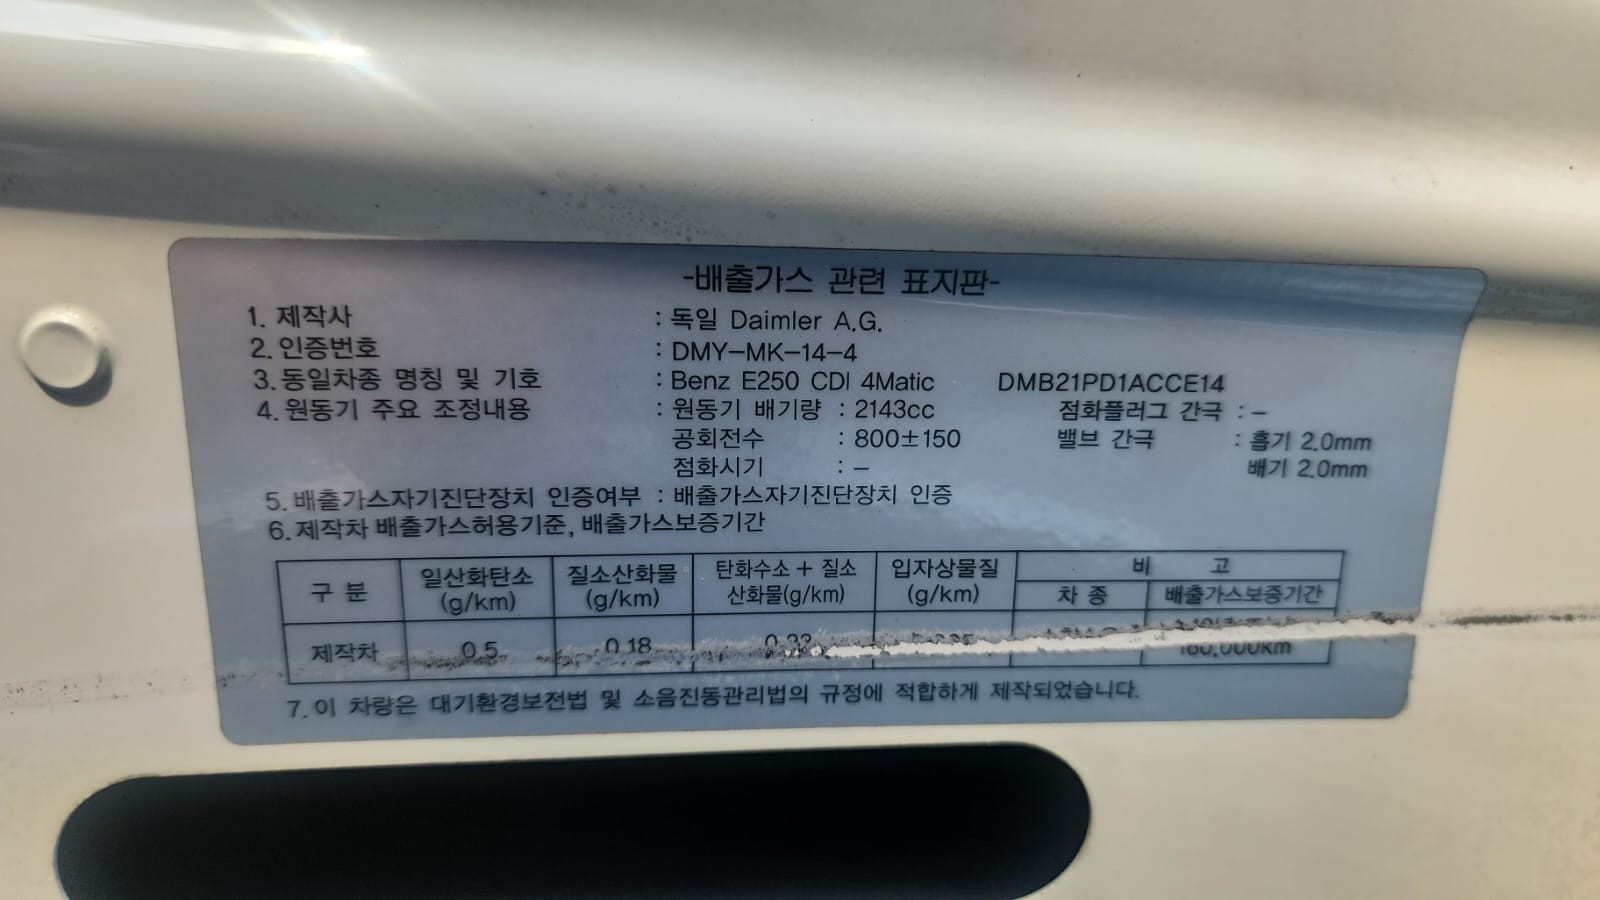 -배출가스 관련 표지판-
1. 제작사 : 독일 Daimler A.G.
2. 인증번호 : DMY-MK-14-4
3. 동일차종 명칭 및 기호 : Benz E250 CDI 4Matic DMB21PD1ACCE14
4. 원동기 주요 조정내용 : 원동기 배기량 : 2143cc 점화플러그 간극 : -
공회전수 : 800±150 밸브 간극 : 흡기 2.0mm
점화시기 : - 배기 2.0mm
5. 배출가스자기진단장치 인증여부 : 배출가스자기진단장치 인증
6. 제작차 배출가스허용기준, 배출가스보증기간
구 분 일산화탄소 질소산화물 탄화수소 + 질소 입자상물질 비 고
(g/km) (g/km) 산화물(g/km) (g/km) 차 종 배출가스보증기간
제작차 0.5 0.18 160,000km
7. 이 차량은 대기환경보전법 및 소음진동관리법의 규정에 적합하게 제작되었습니다.